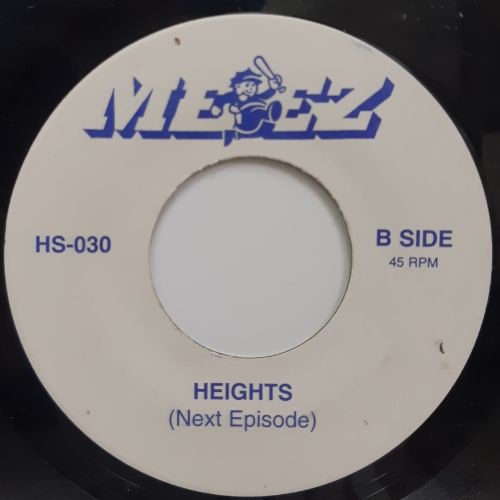 MEEZ
HS-030
B SIDE
45 RPM
HEIGHTS
(Next Episode)